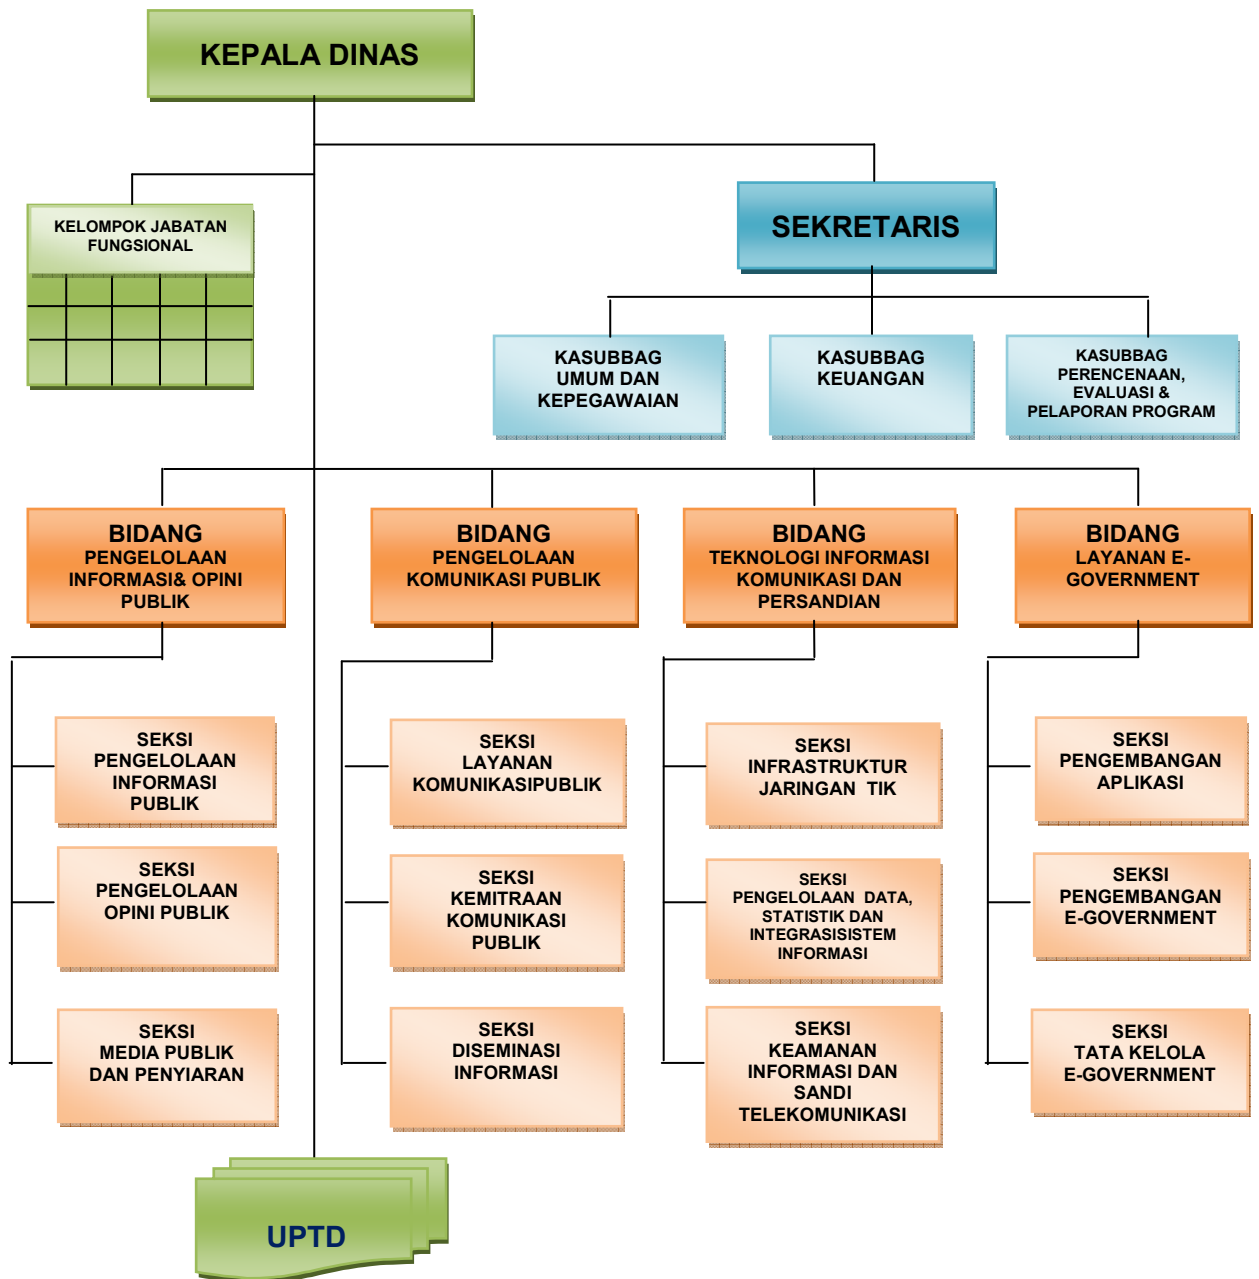 KEPALA DINAS
KELOMPOK JABATAN
FUNGSIONAL
SEKRETARIS
KASUBBAG
UMUM DAN
KEPEGAWAIAN
KASUBBAG
KEUANGAN
KASUBBAG
PERENCENAAN,
EVALUASI &
PELAPORAN PROGRAM
BIDANG
PENGELOLAAN
INFORMASI& OPINI
PUBLIK
BIDANG
PENGELOLAAN
KOMUNIKASI PUBLIK
BIDANG
TEKNOLOGI INFORMASI
KOMUNIKASI DAN
PERSANDIAN
BIDANG
LAYANAN E-
GOVERNMENT
SEKSI
PENGELOLAAN
INFORMASI
PUBLIK
SEKSI
LAYANAN
KOMUNIKASIPUBLIK
SEKSI
INFRASTRUKTUR
JARINGAN TIK
SEKSI
PENGEMBANGAN
APLIKASI
SEKSI
PENGELOLAAN
OPINI PUBLIK
SEKSI
KEMITRAAN
KOMUNIKASI
PUBLIK
SEKSI
PENGELOLAAN DATA,
STATISTIK DAN
INTEGRASISISTEM
INFORMASI
SEKSI
PENGEMBANGAN
E-GOVERNMENT
SEKSI
MEDIA PUBLIK
DAN PENYIARAN
SEKSI
DISEMINASI
INFORMASI
SEKSI
KEAMANAN
INFORMASI DAN
SANDI
TELEKOMUNIKASI
SEKSI
TATA KELOLA
E-GOVERNMENT
UPTD